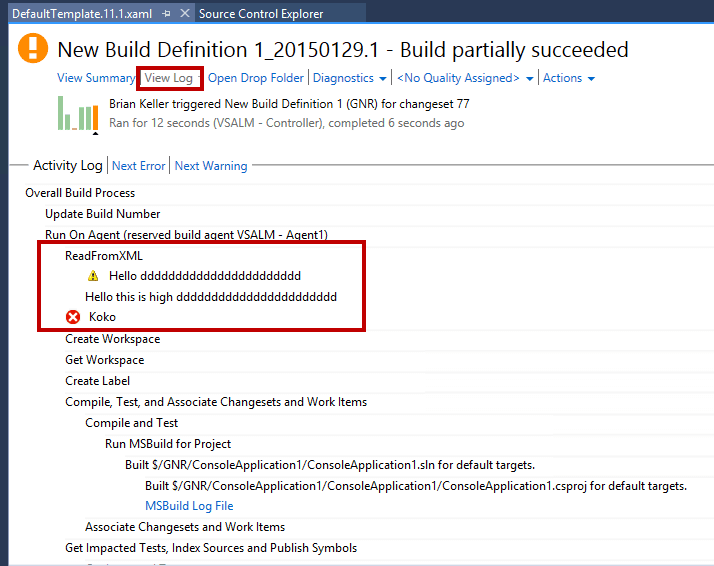 DefaultTemplate.11.1.xaml Source Control Explorer
New Build Definition 1_20150129.1 - Build partially succeeded
View Summary View Log Open Drop Folder Diagnostics <No Quality Assigned> Actions
Brian Keller triggered New Build Definition 1 (GNR) for changeset 77
Ran for 12 seconds (VSALM - Controller), completed 6 seconds ago
Activity Log Next Error Next Warning
Overall Build Process
Update Build Number
Run On Agent (reserved build agent VSALM - Agent1)
ReadFromXML
Hello ddddddddddddddddddddddd
Hello this is high ddddddddddddddddddddddd
Koko
Create Workspace
Get Workspace
Create Label
Compile, Test, and Associate Changesets and Work Items
Compile and Test
Run MSBuild for Project
Built $/GNR/ConsoleApplication1/ConsoleApplication1.sln for default targets.
Built $/GNR/ConsoleApplication1/ConsoleApplication1/ConsoleApplication1.csproj for default targets.
MSBuild Log File
Associate Changesets and Work Items
Get Impacted Tests, Index Sources and Publish Symbols